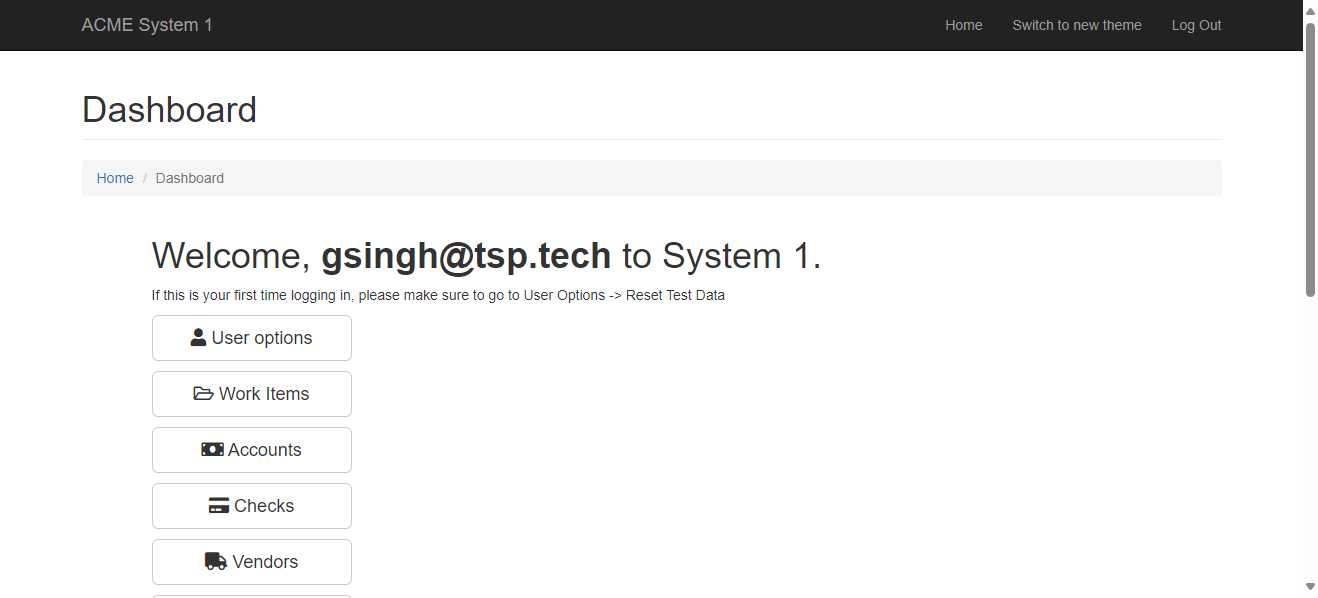 ACME System 1
Home
Switch to new theme
Log Out
Dashboard
Home / Dashboard
Welcome, gsingh@tsp.tech to System 1.
If this is your first time logging in, please make sure to go to User Options -> Reset Test Data
User options
Work Items
Accounts
Checks
Vendors